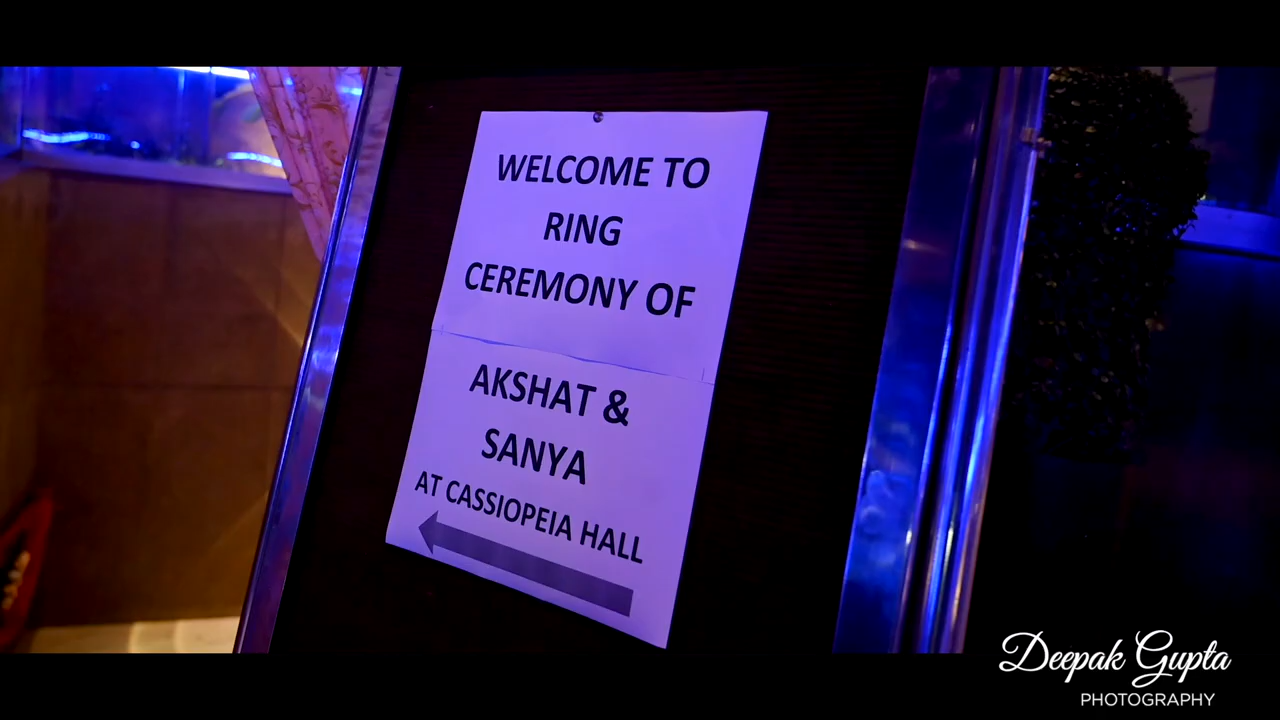 WELCOME TO
RING
CEREMONY OF
AKSHAT &
SANYA
AT CASSIOPEIA HALL
Deepak Gupta
PHOTOGRAPHY